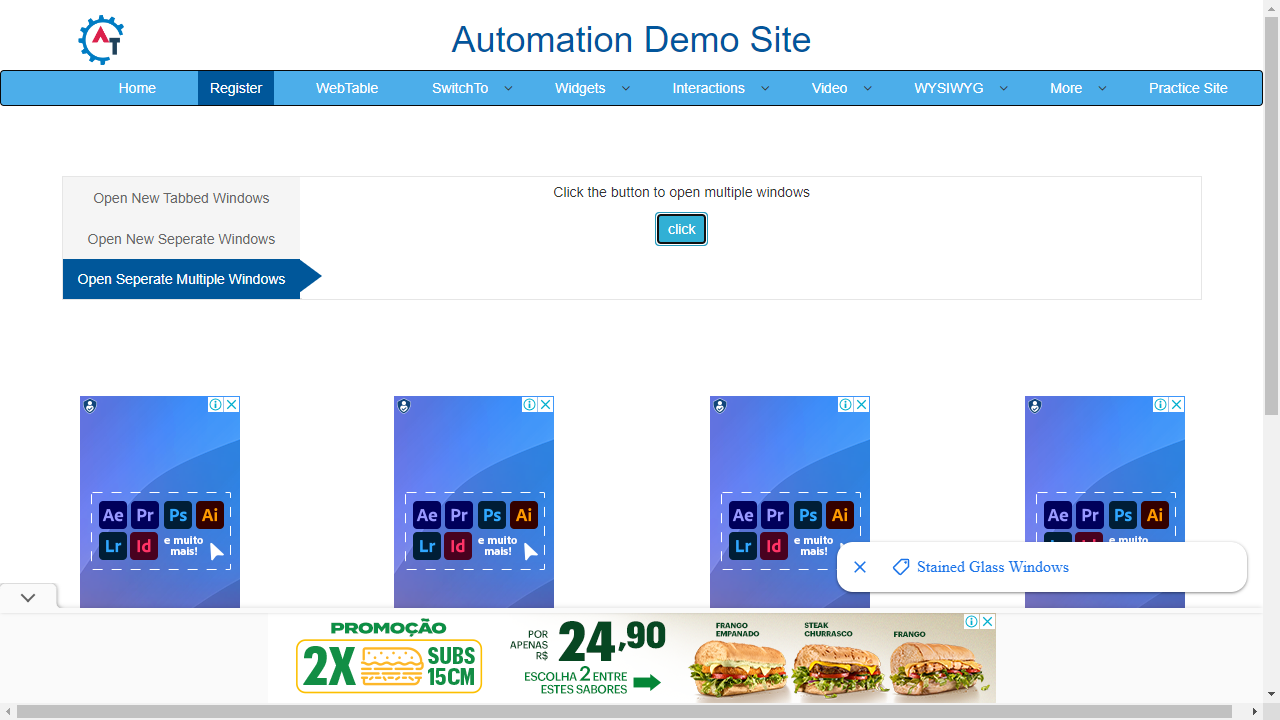 AT
Automation Demo Site
Home Register WebTable SwitchTo Widgets Interactions Video WYSIWYG More Practice Site
Open New Tabbed Windows
Open New Seperate Windows
Open Seperate Multiple Windows
Click the button to open multiple windows
click
Ae Pr Ps Ai
Lr Id e muito
mais!
Ae Pr Ps Ai
Lr Id e muito
mais!
Ae Pr Ps Ai
Lr Id e muito
mais!
Ae Pr Ps Ai
e muito
Stained Glass Windows
PROMOÇÃO
2X SUBS
15CM
POR
APENAS
R$ 24,90
ESCOLHA 2 ENTRE
ESTES SABORES
FRANGO
EMPANADO
STEAK
CHURRASCO
FRANGO